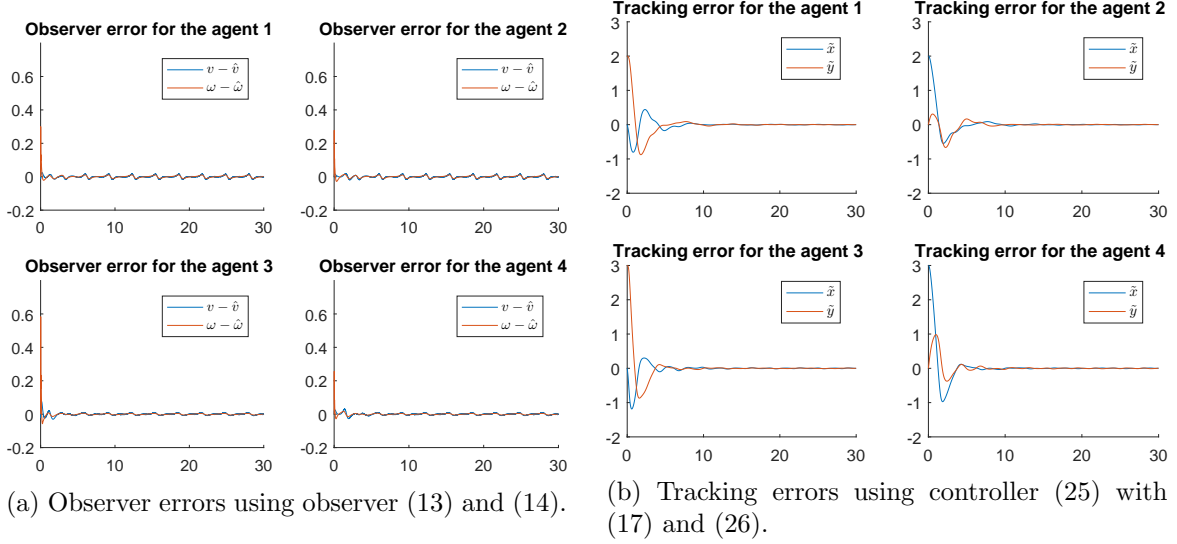 Observer error for the agent 1
0.6
0.4
0.2
0
-0.2
0
10
20
30
v − v̂
ω − ω̂
Observer error for the agent 2
0.6
0.4
0.2
0
-0.2
0
10
20
30
v − v̂
ω − ω̂
Observer error for the agent 3
0.6
0.4
0.2
0
-0.2
0
10
20
30
v − v̂
ω − ω̂
Observer error for the agent 4
0.6
0.4
0.2
0
-0.2
0
10
20
30
v − v̂
ω − ω̂
(a) Observer errors using observer (13) and (14).
Tracking error for the agent 1
3
2
1
0
-1
-2
0
10
20
30
x̃
ỹ
Tracking error for the agent 2
3
2
1
0
-1
-2
0
10
20
30
x̃
ỹ
Tracking error for the agent 3
3
2
1
0
-1
-2
0
10
20
30
x̃
ỹ
Tracking error for the agent 4
3
2
1
0
-1
-2
0
10
20
30
x̃
ỹ
(b) Tracking errors using controller (25) with
(17) and (26).